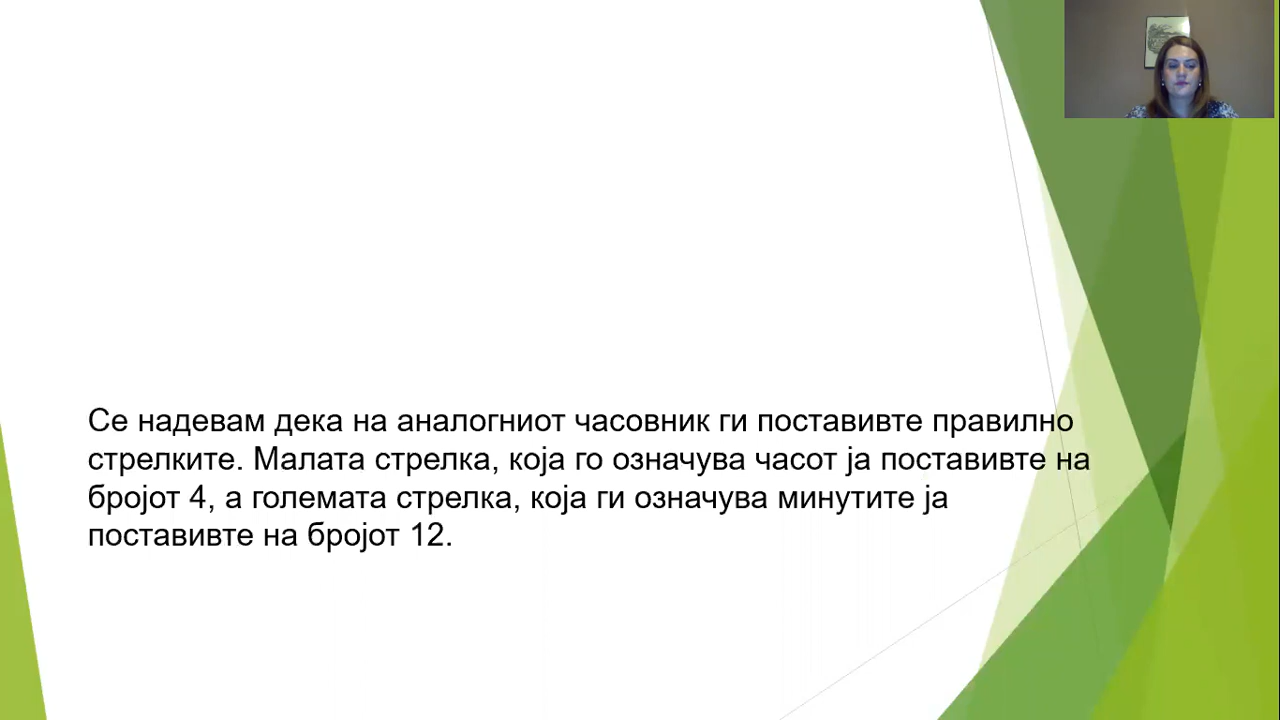 Се надевам дека на аналогниот часовник ги поставивте правилно
стрелките. Малата стрелка, која го означува часот ја поставивте на
бројот 4, а големата стрелка, која ги означува минутите ја
поставивте на бројот 12.